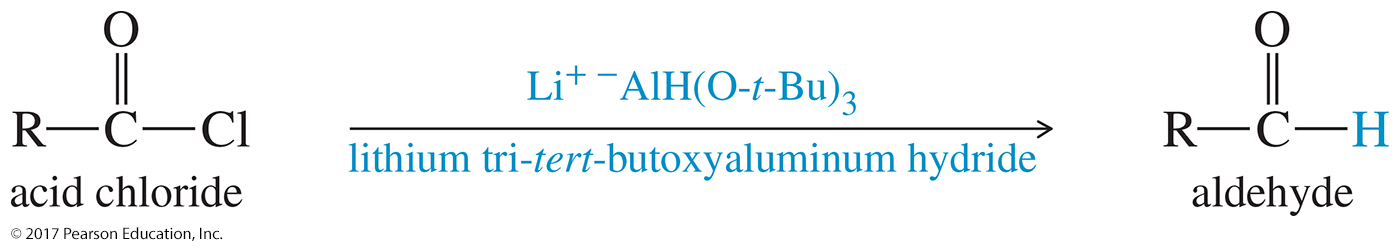 O
R—C—Cl
acid chloride
Li⁺ ⁻AlH(O-t-Bu)₃
lithium tri-tert-butoxyaluminum hydride
O
R—C—H
aldehyde
© 2017 Pearson Education, Inc.